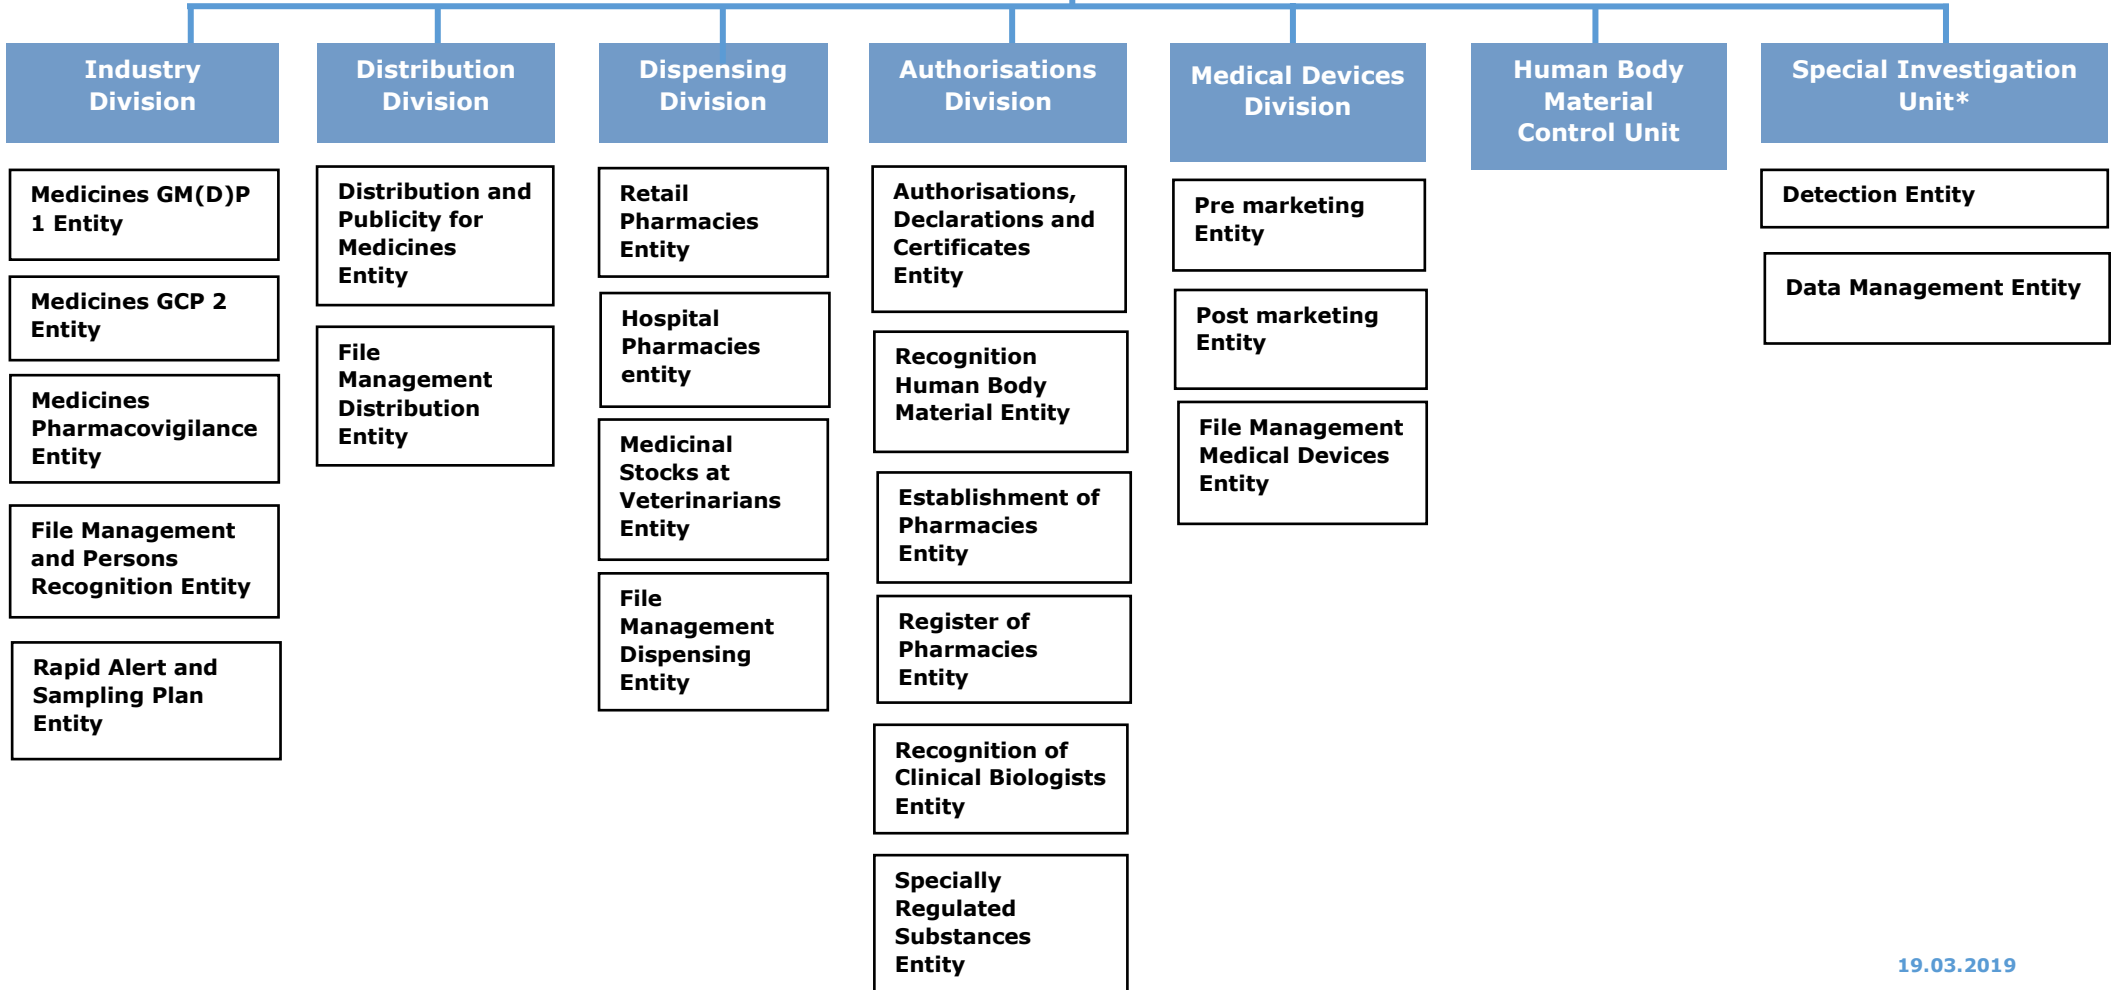 Industry
Division
Distribution
Division
Dispensing
Division
Authorisations
Division
Medical Devices
Division
Human Body
Material
Control Unit
Special Investigation
Unit*
Medicines GM(D)P
1 Entity
Medicines GCP 2
Entity
Medicines
Pharmacovigilance
Entity
File Management
and Persons
Recognition Entity
Rapid Alert and
Sampling Plan
Entity
Distribution and
Publicity for
Medicines
Entity
File
Management
Distribution
Entity
Retail
Pharmacies
Entity
Hospital
Pharmacies
entity
Medicinal
Stocks at
Veterinarians
Entity
File
Management
Dispensing
Entity
Authorisations,
Declarations and
Certificates
Entity
Recognition
Human Body
Material Entity
Establishment of
Pharmacies
Entity
Register of
Pharmacies
Entity
Recognition of
Clinical Biologists
Entity
Specially
Regulated
Substances
Entity
Pre marketing
Entity
Post marketing
Entity
File Management
Medical Devices
Entity
Detection Entity
Data Management Entity
19.03.2019